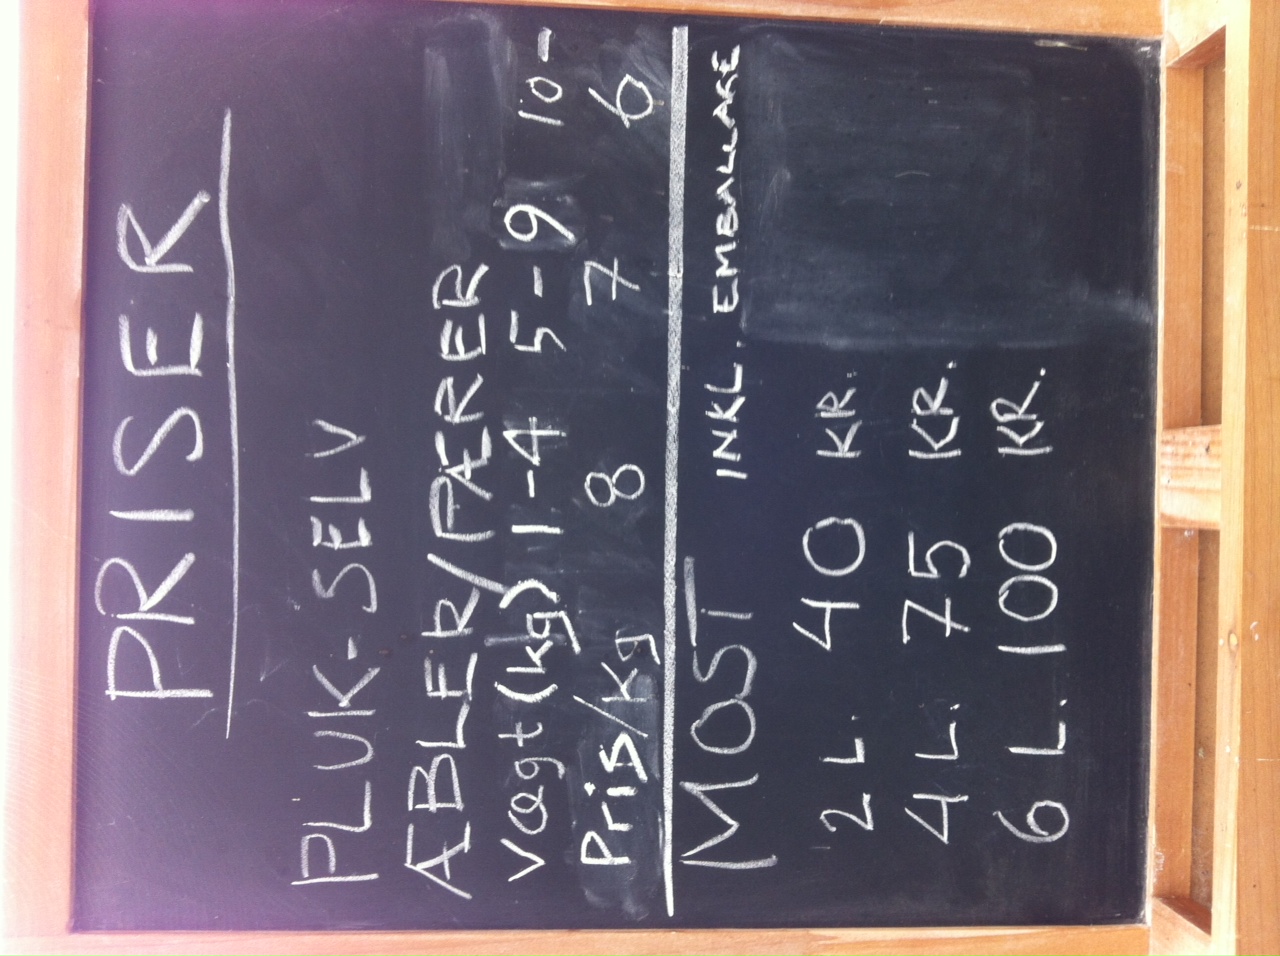 PRISER
PLUK-SELV
ÆBLER/PÆRER
Vægt (kg) 1-4 5-9 10-
Pris/kg 8 7 6
MOST INKL. EMBALLAGE
2 L. 40 KR.
4 L. 75 KR.
6 L. 100 KR.